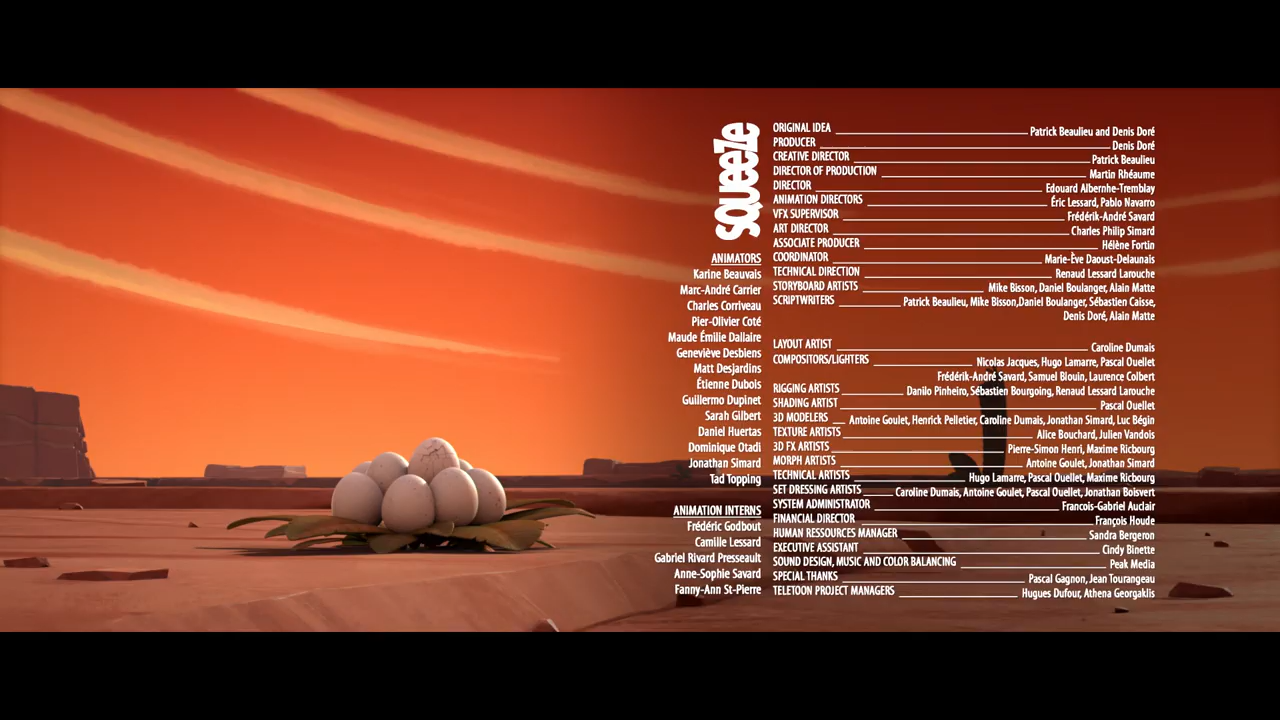 squeeze
ANIMATORS
Karine Beauvais
Marc-André Carrier
Charles Corriveau
Pier-Olivier Coté
Maude Émilie Dallaire
Geneviève Desbiens
Matt Desjardins
Étienne Dubois
Guillermo Dupinet
Sarah Gilbert
Daniel Huertas
Dominique Otadi
Jonathan Simard
Tad Topping
ANIMATION INTERNS
Frédéric Godbout
Camille Lessard
Gabriel Rivard Presseault
Anne-Sophie Savard
Fanny-Ann St-Pierre
ORIGINAL IDEA Patrick Beaulieu and Denis Doré
PRODUCER Denis Doré
CREATIVE DIRECTOR Patrick Beaulieu
DIRECTOR OF PRODUCTION Martin Rhéaume
DIRECTOR Edouard Albernhe-Tremblay
ANIMATION DIRECTORS Éric Lessard, Pablo Navarro
VFX SUPERVISOR Frédérik-André Savard
ART DIRECTOR Charles Philip Simard
ASSOCIATE PRODUCER Hélène Fortin
COORDINATOR Marie-Ève Daoust-Delaunais
TECHNICAL DIRECTION Renaud Lessard Larouche
STORYBOARD ARTISTS Mike Bisson, Daniel Boulanger, Alain Matte
SCRIPTWRITERS Patrick Beaulieu, Mike Bisson,Daniel Boulanger, Sébastien Caisse,
Denis Doré, Alain Matte
LAYOUT ARTIST Caroline Dumais
COMPOSITORS/LIGHTERS Nicolas Jacques, Hugo Lamarre, Pascal Ouellet
Frédérik-André Savard, Samuel Blouin, Laurence Colbert
RIGGING ARTISTS Danilo Pinheiro, Sébastien Bourgoing, Renaud Lessard Larouche
SHADING ARTIST Pascal Ouellet
3D MODELERS Antoine Goulet, Henrick Pelletier, Caroline Dumais, Jonathan Simard, Luc Bégin
TEXTURE ARTISTS Alice Bouchard, Julien Vandois
3D FX ARTISTS Pierre-Simon Henri, Maxime Ricbourg
MORPH ARTISTS Antoine Goulet, Jonathan Simard
TECHNICAL ARTISTS Hugo Lamarre, Pascal Ouellet, Maxime Ricbourg
SET DRESSING ARTISTS Caroline Dumais, Antoine Goulet, Pascal Ouellet, Jonathan Boisvert
SYSTEM ADMINISTRATOR Francois-Gabriel Auclair
FINANCIAL DIRECTOR François Houde
HUMAN RESSOURCES MANAGER Sandra Bergeron
EXECUTIVE ASSISTANT Cindy Binette
SOUND DESIGN, MUSIC AND COLOR BALANCING Peak Media
SPECIAL THANKS Pascal Gagnon, Jean Tourangeau
TELETOON PROJECT MANAGERS Hugues Dufour, Athena Georgaklis